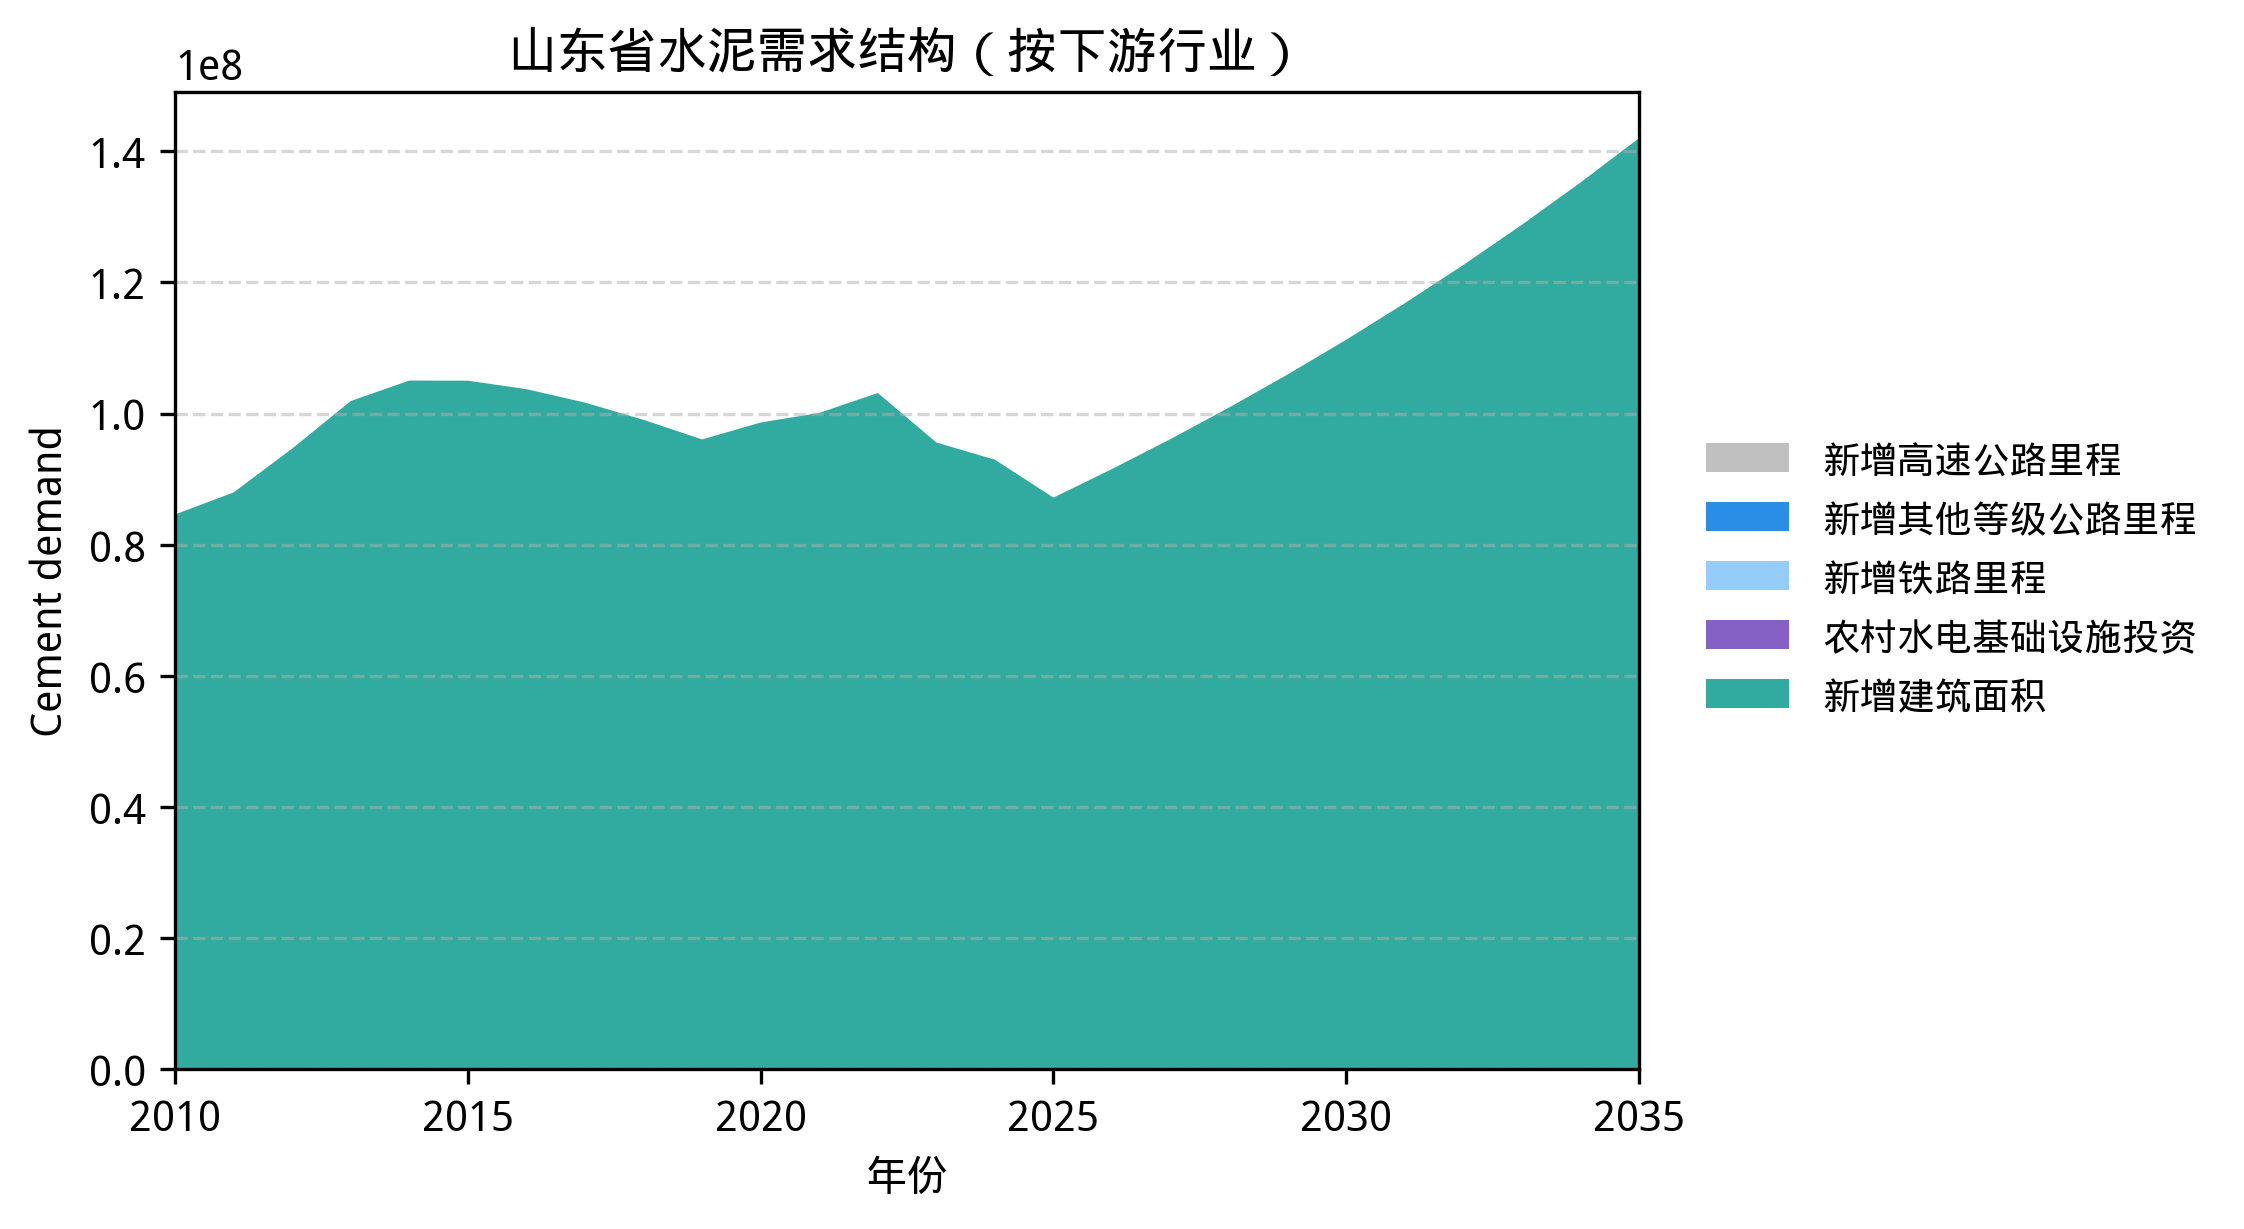 山东省水泥需求结构（按下游行业）
1e8
1.4
1.2
1.0
0.8
0.6
0.4
0.2
0.0
Cement demand
2010 2015 2020 2025 2030 2035
年份
新增高速公路里程
新增其他等级公路里程
新增铁路里程
农村水电基础设施投资
新增建筑面积